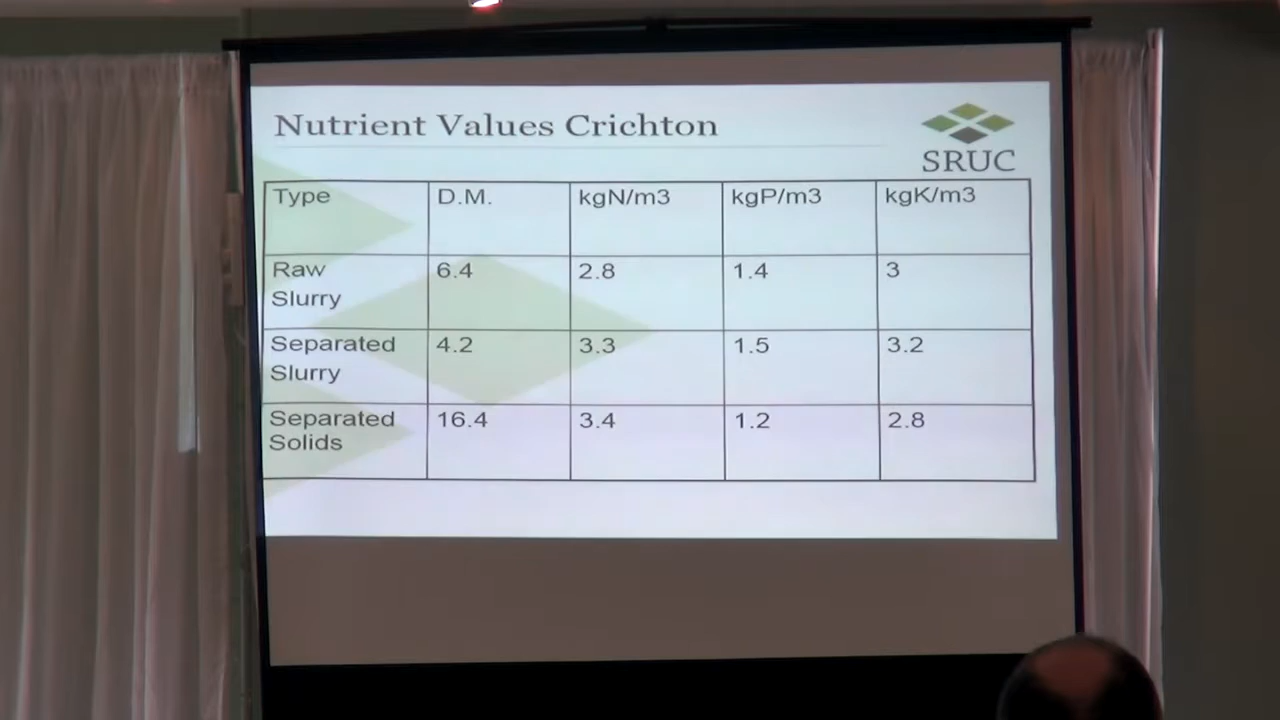 Nutrient Values Crichton
SRUC
Type D.M. kgN/m3 kgP/m3 kgK/m3
Raw Slurry 6.4 2.8 1.4 3
Separated Slurry 4.2 3.3 1.5 3.2
Separated Solids 16.4 3.4 1.2 2.8